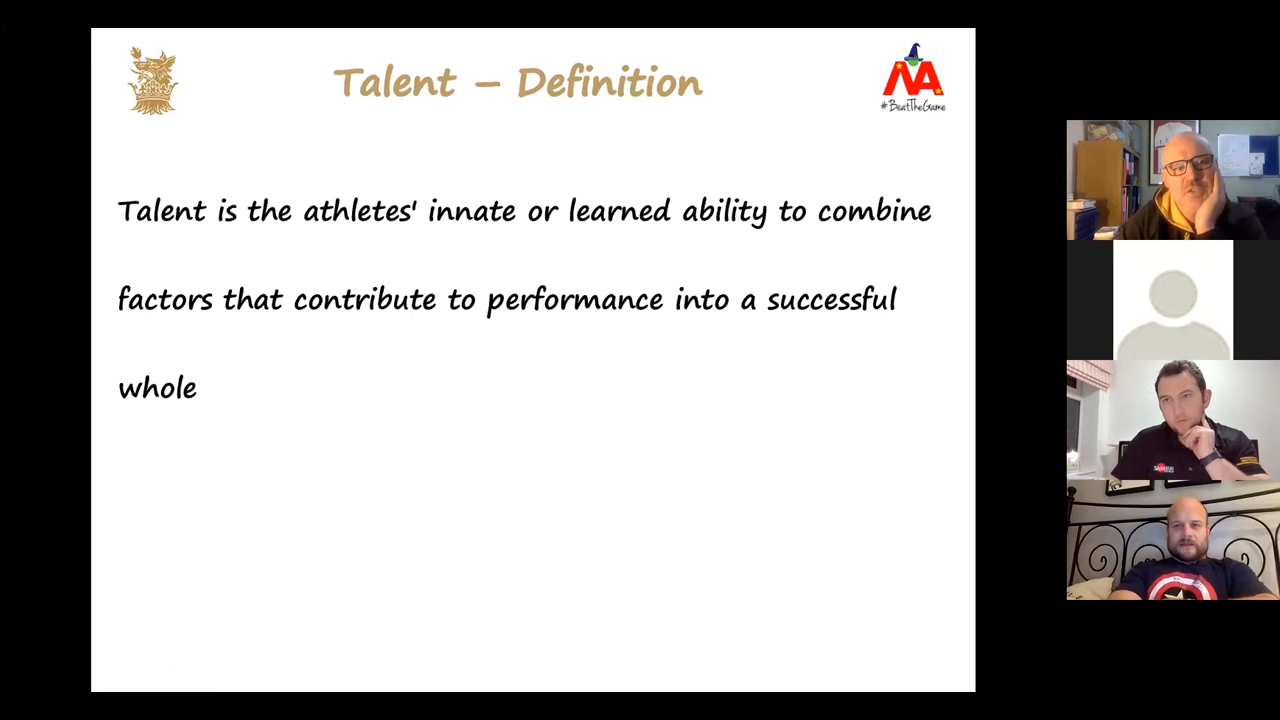 Talent – Definition
NA
#BeatTheGame
Talent is the athletes' innate or learned ability to combine
factors that contribute to performance into a successful
whole